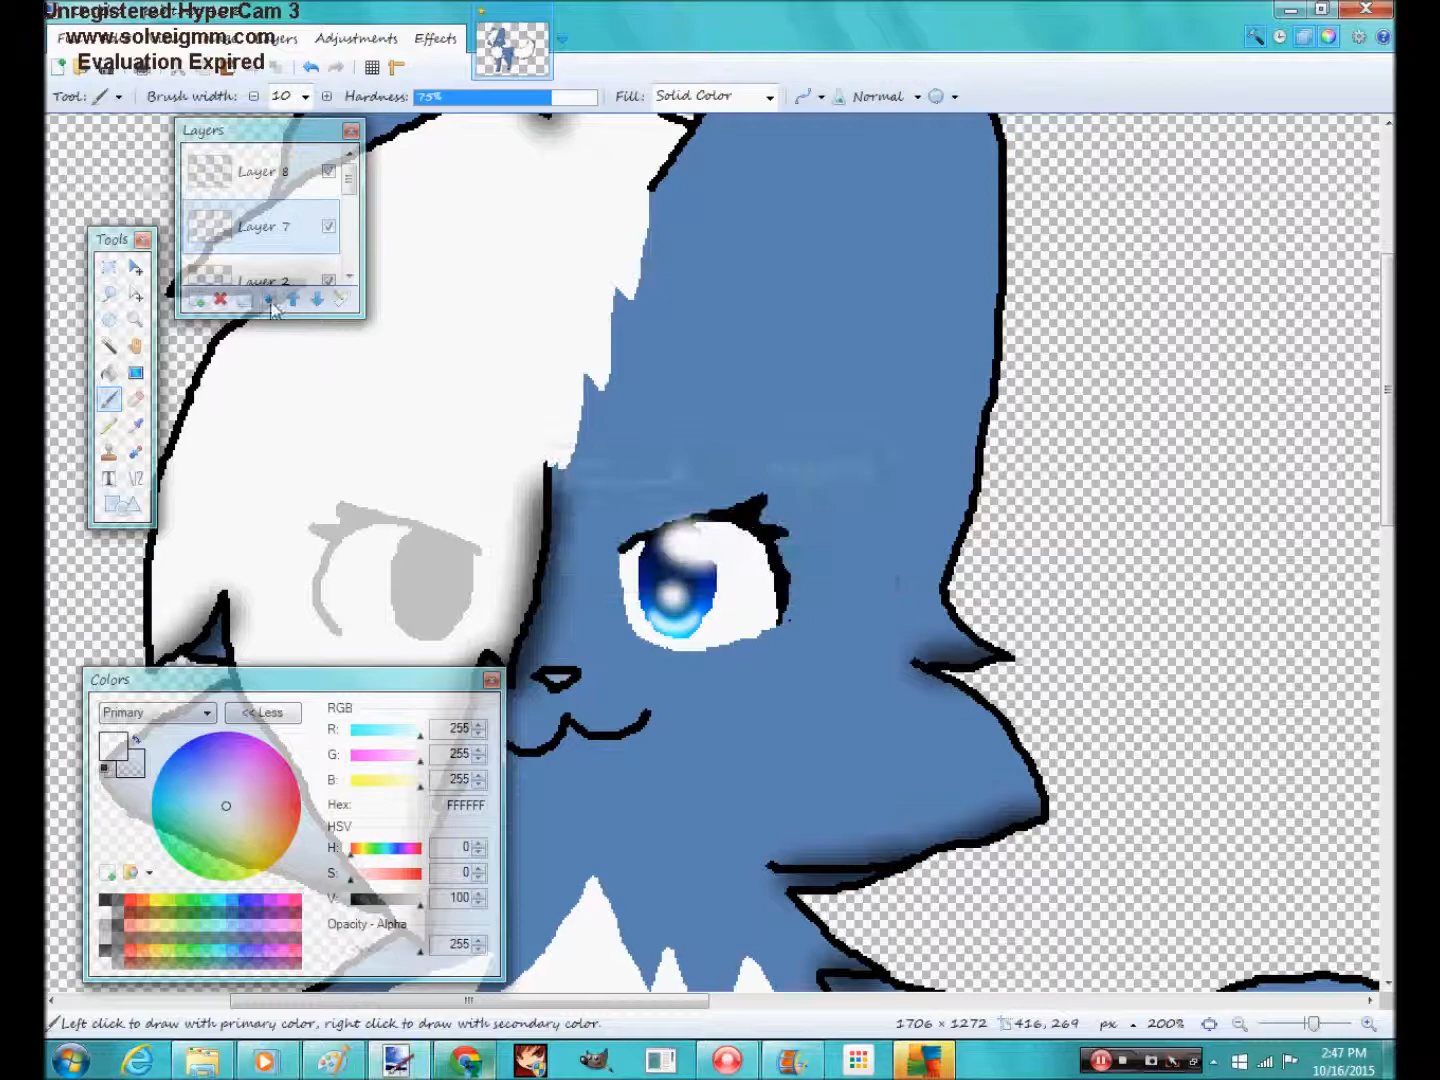 Unregistered HyperCam 3
www.solveigmm.com
Evaluation Expired
Adjustments Effects
Tool: Brush width: 10 Hardness: 75% Fill: Solid Color Normal
Layers
Layer 8
Layer 7
Layer 2
Tools
Colors
Primary << Less RGB
R: 255
G: 255
B: 255
Hex: FFFFFF
HSV
H: 0
S: 0
V: 100
Opacity - Alpha
255
Left click to draw with primary color, right click to draw with secondary color. 1706 × 1272 416, 269 px 200%
2:47 PM
10/16/2015